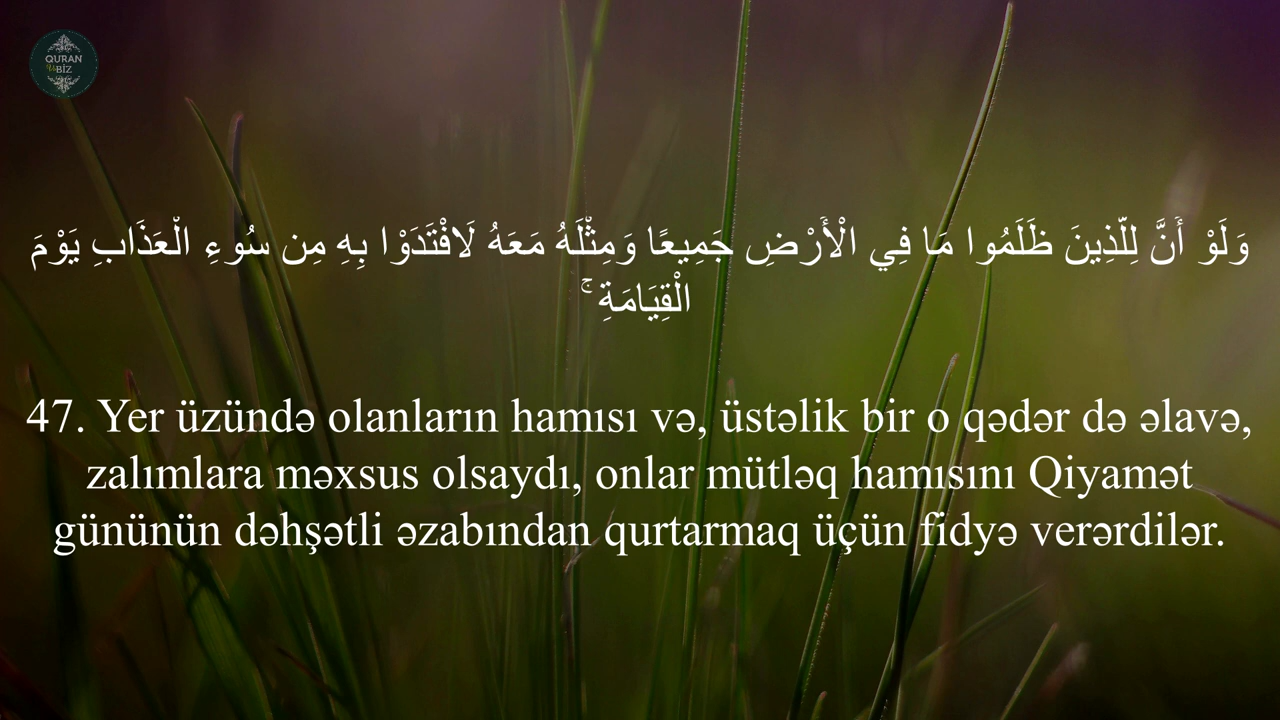 QURAN
Və
BİZ
وَلَوْ أَنَّ لِلَّذِينَ ظَلَمُوا مَا فِي الْأَرْضِ جَمِيعًا وَمِثْلَهُ مَعَهُ لَافْتَدَوْا بِهِ مِن سُوءِ الْعَذَابِ يَوْمَ
الْقِيَامَةِ ۚ
47. Yer üzündə olanların hamısı və, üstəlik bir o qədər də əlavə,
zalımlara məxsus olsaydı, onlar mütləq hamısını Qiyamət
gününün dəhşətli əzabından qurtarmaq üçün fidyə verərdilər.